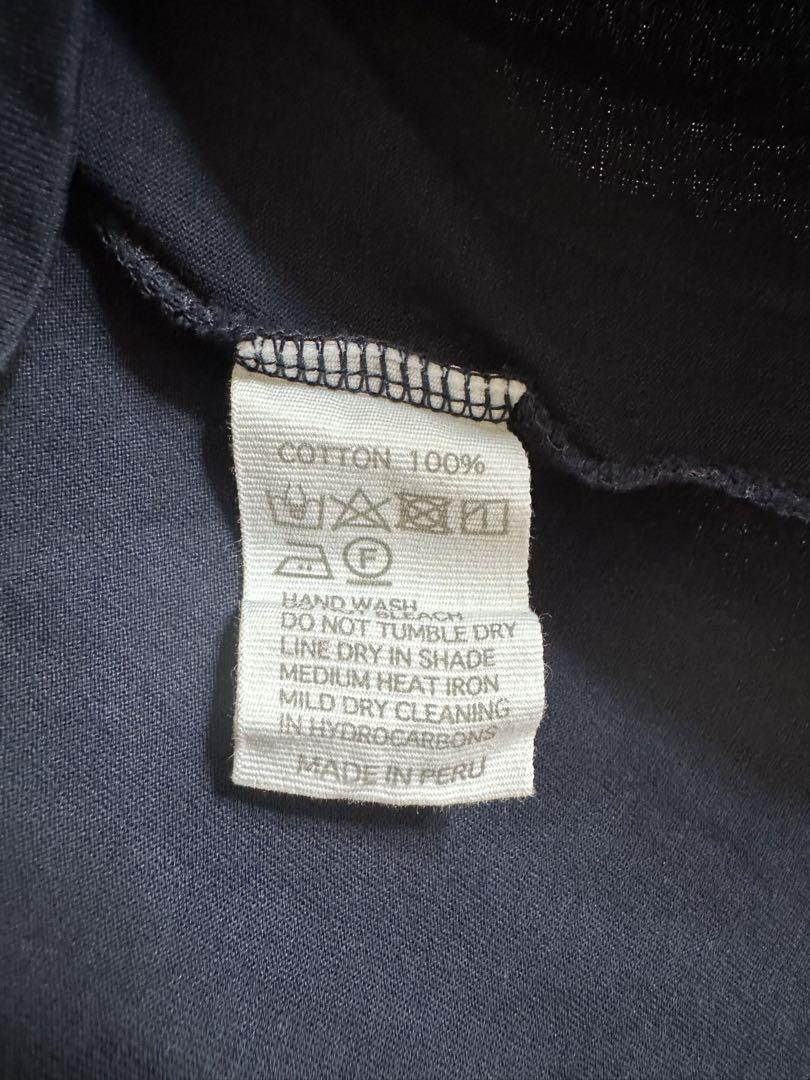 COTTON 100%
F
HAND WASH
BLEACH
DO NOT TUMBLE DRY
LINE DRY IN SHADE
MEDIUM HEAT IRON
MILD DRY CLEANING
IN HYDROCARBONS
MADE IN PERU